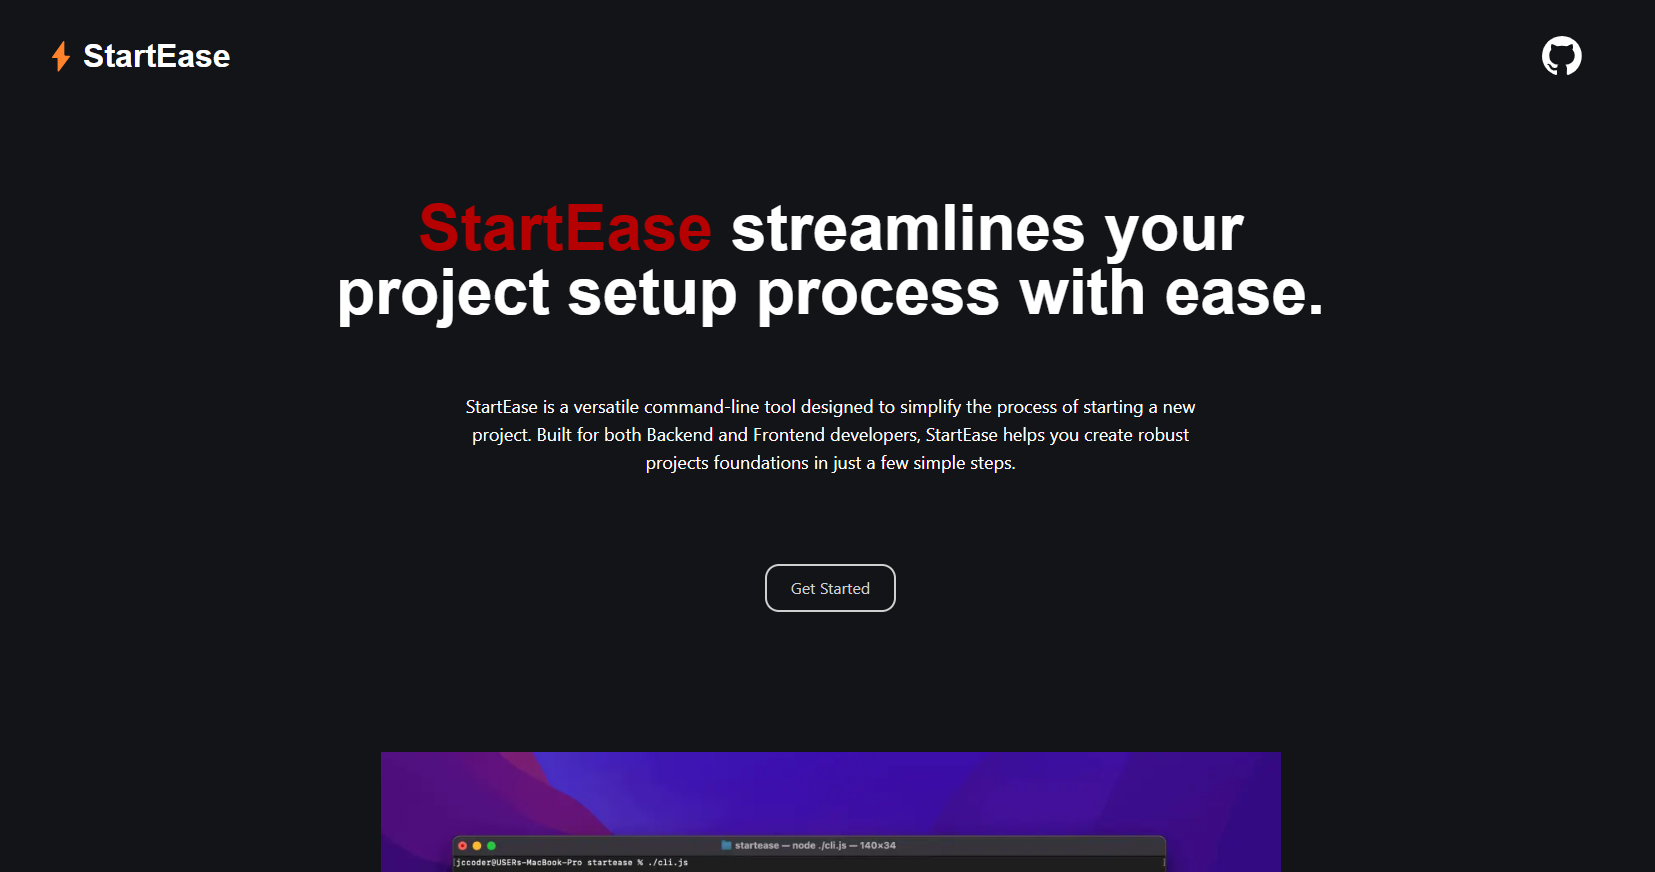 StartEase
StartEase streamlines your
project setup process with ease.
StartEase is a versatile command-line tool designed to simplify the process of starting a new
project. Built for both Backend and Frontend developers, StartEase helps you create robust
projects foundations in just a few simple steps.
Get Started
startease — node ./cli.js — 140×34
jccoder@USERs-MacBook-Pro startease % ./cli.js